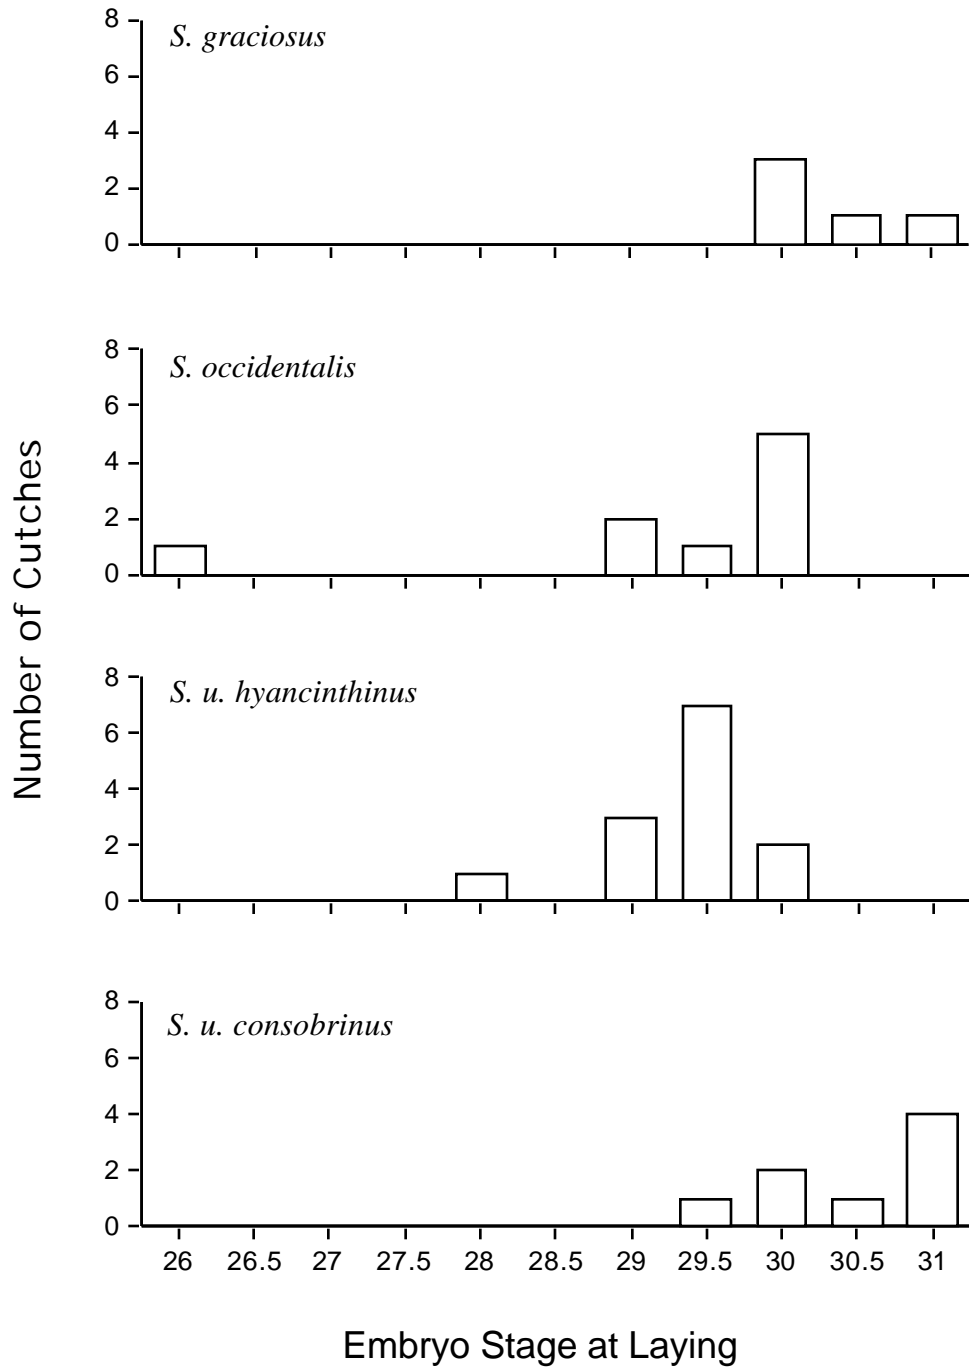 8
S. graciosus
6
4
2
0
8
S. occidentalis
6
4
2
0
Number of Cutches
8
S. u. hyancinthinus
6
4
2
0
8
S. u. consobrinus
6
4
2
0
26 26.5 27 27.5 28 28.5 29 29.5 30 30.5 31
Embryo Stage at Laying